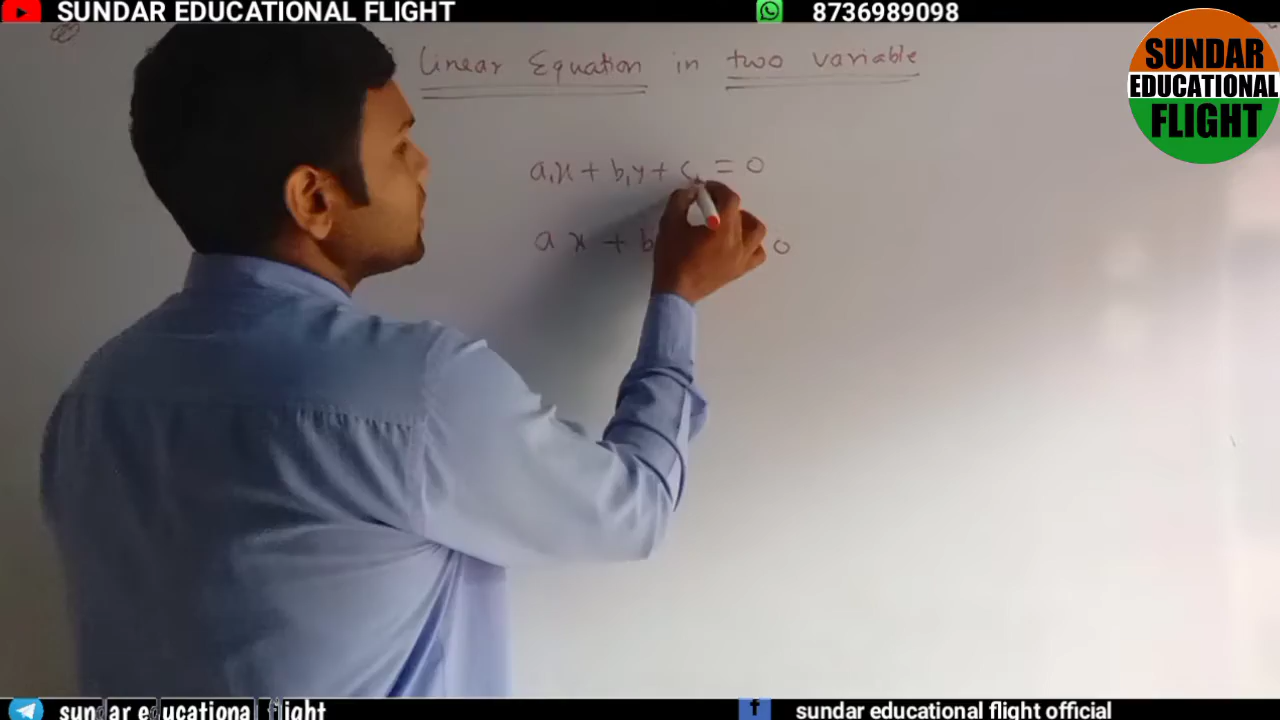 SUNDAR EDUCATIONAL FLIGHT
8736989098
SUNDAR
EDUCATIONAL
FLIGHT
linear Equation in two variable
a₁x + b₁y + c₁ = 0
a x + b 0
sundar educational flight
sundar educational flight official